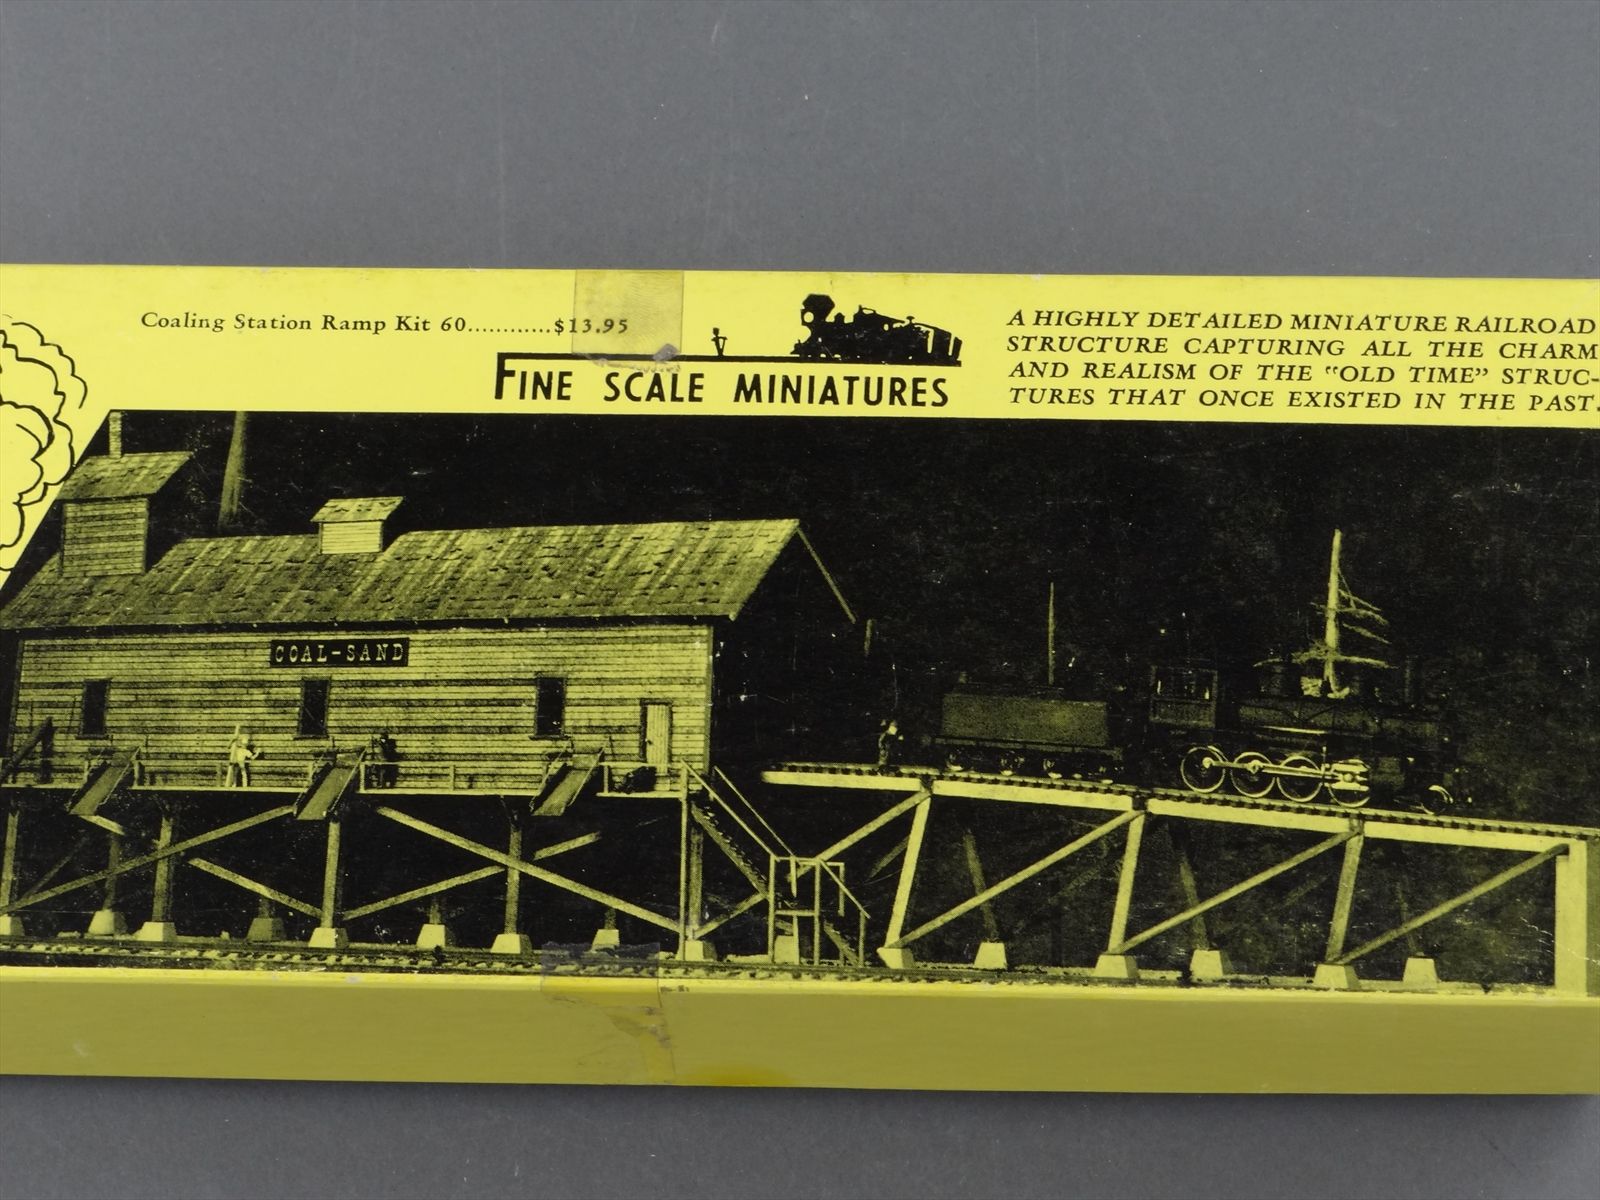 Coaling Station Ramp Kit 60............$13.95
FINE SCALE MINIATURES
A HIGHLY DETAILED MINIATURE RAILROAD
STRUCTURE CAPTURING ALL THE CHARM
AND REALISM OF THE "OLD TIME" STRUC-
TURES THAT ONCE EXISTED IN THE PAST.
COAL-SAND